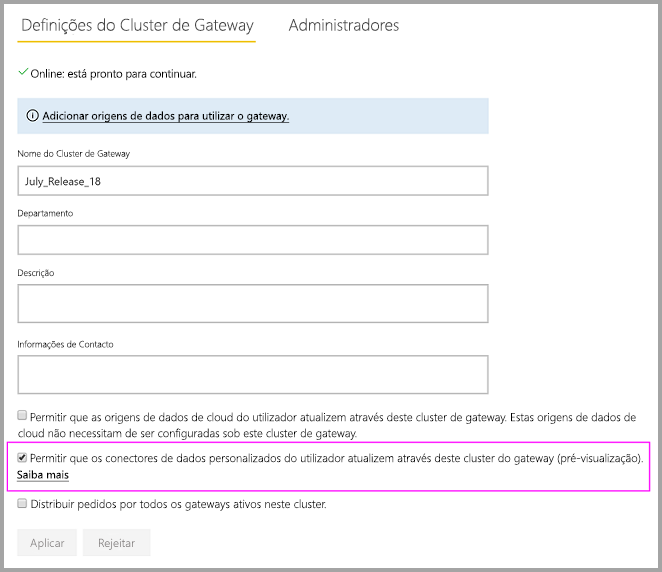 Definições do Cluster de Gateway Administradores
Online: está pronto para continuar.
Adicionar origens de dados para utilizar o gateway.
Nome do Cluster de Gateway
July_Release_18
Departamento
Descrição
Informações de Contacto
Permitir que as origens de dados de cloud do utilizador atualizem através deste cluster de gateway. Estas origens de dados de
cloud não necessitam de ser configuradas sob este cluster de gateway.
Permitir que os conectores de dados personalizados do utilizador atualizem através deste cluster do gateway (pré-visualização).
Saiba mais
Distribuir pedidos por todos os gateways ativos neste cluster.
Aplicar Rejeitar